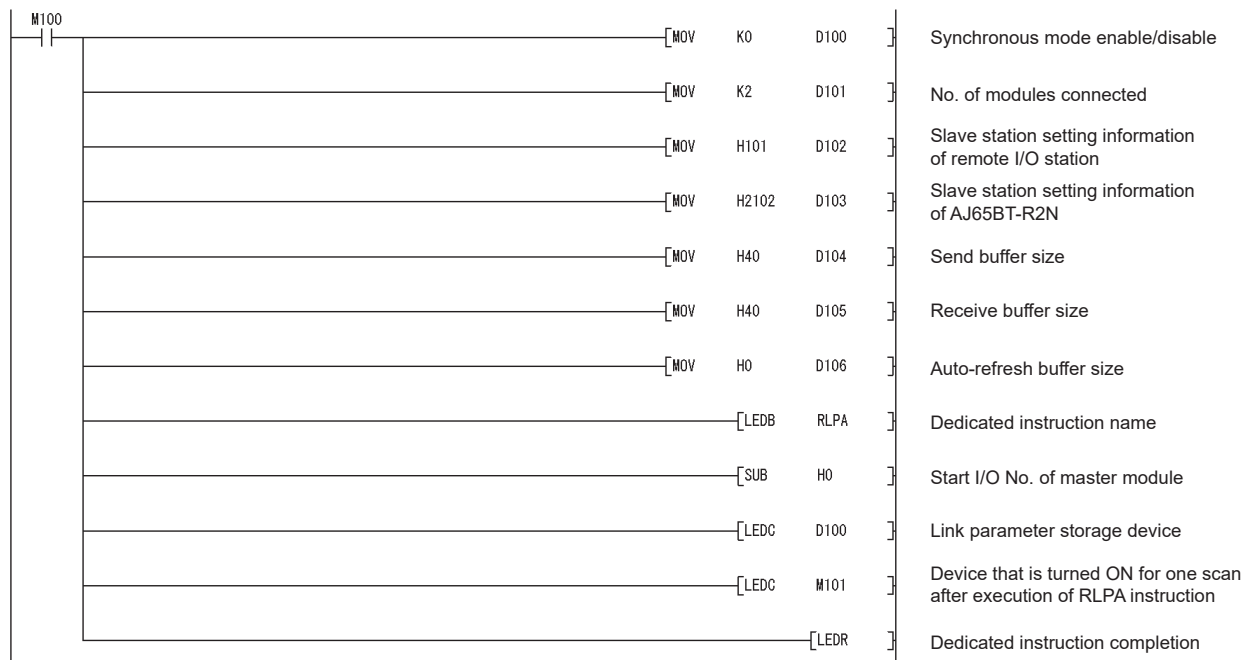 M100
[MOV K0 D100 ] Synchronous mode enable/disable
[MOV K2 D101 ] No. of modules connected
[MOV H101 D102 ] Slave station setting information
of remote I/O station
[MOV H2102 D103 ] Slave station setting information
of AJ65BT-R2N
[MOV H40 D104 ] Send buffer size
[MOV H40 D105 ] Receive buffer size
[MOV H0 D106 ] Auto-refresh buffer size
[LEDB RLPA ] Dedicated instruction name
[SUB H0 ] Start I/O No. of master module
[LEDC D100 ] Link parameter storage device
[LEDC M101 ] Device that is turned ON for one scan
after execution of RLPA instruction
[LEDR ] Dedicated instruction completion